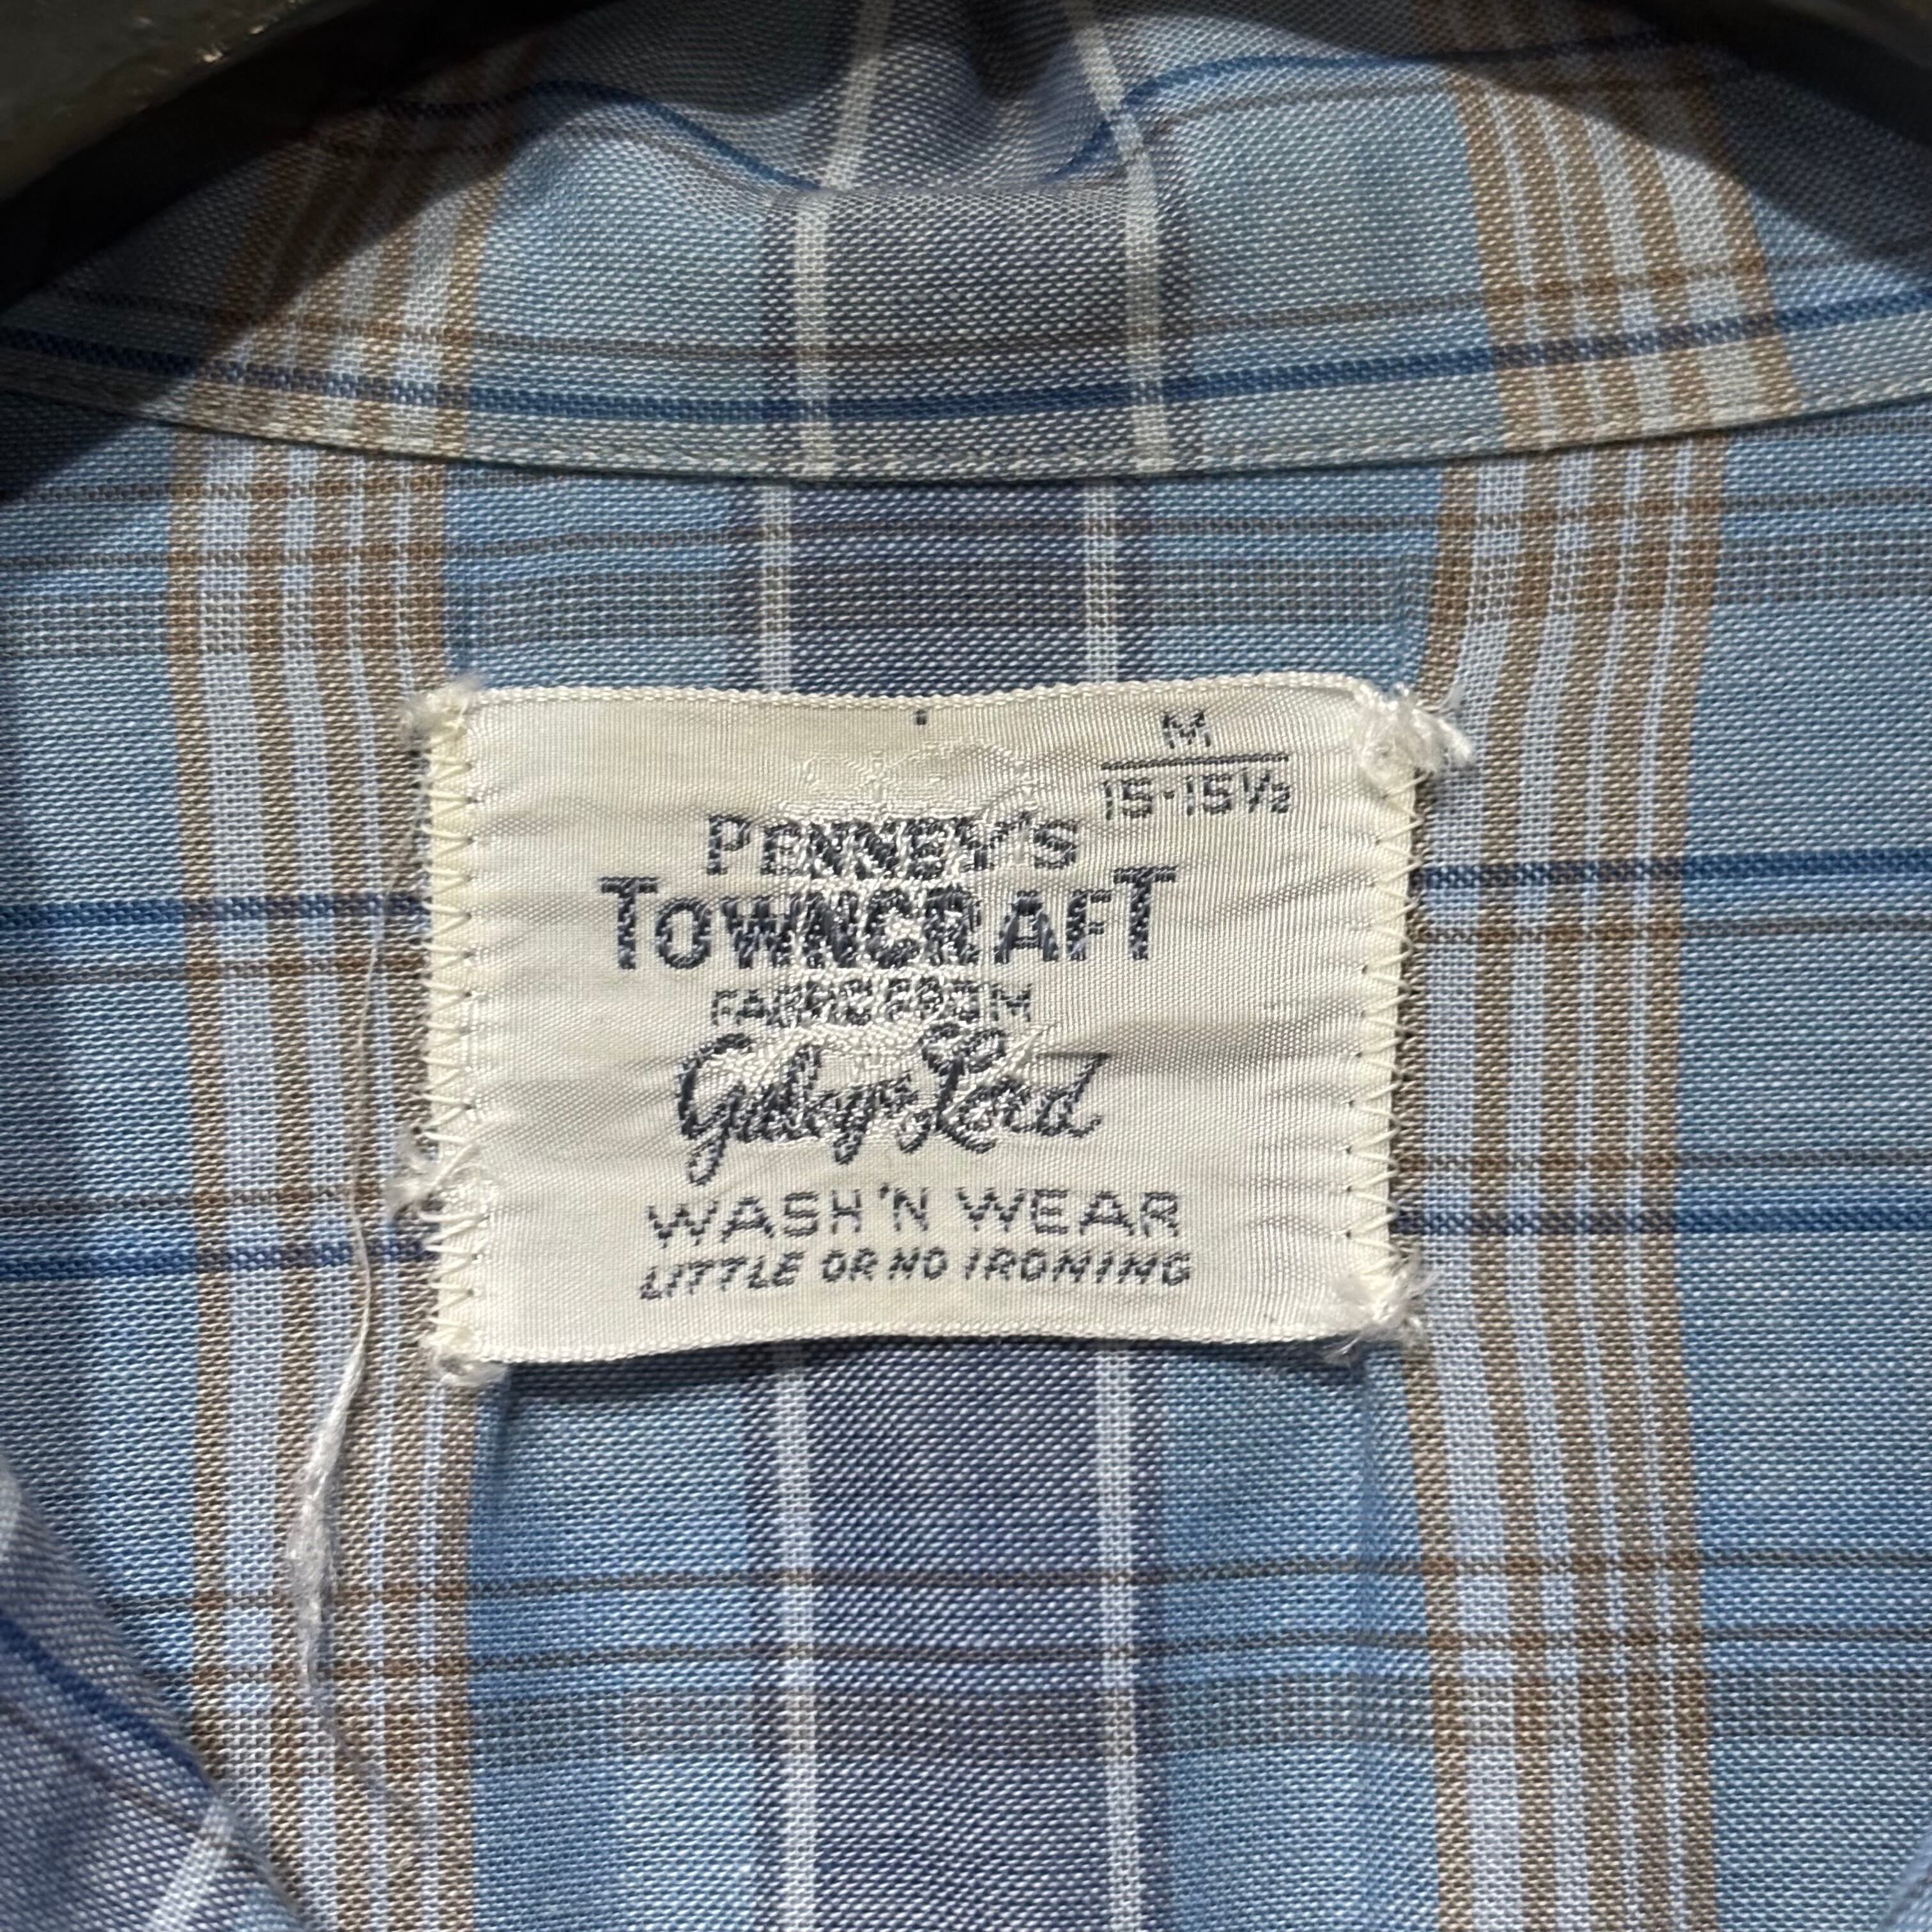 M
15-15½
PENNEY'S
TOWNCRAFT
FABRIC FROM
Galey & Lord
WASH 'N WEAR
LITTLE OR NO IRONING